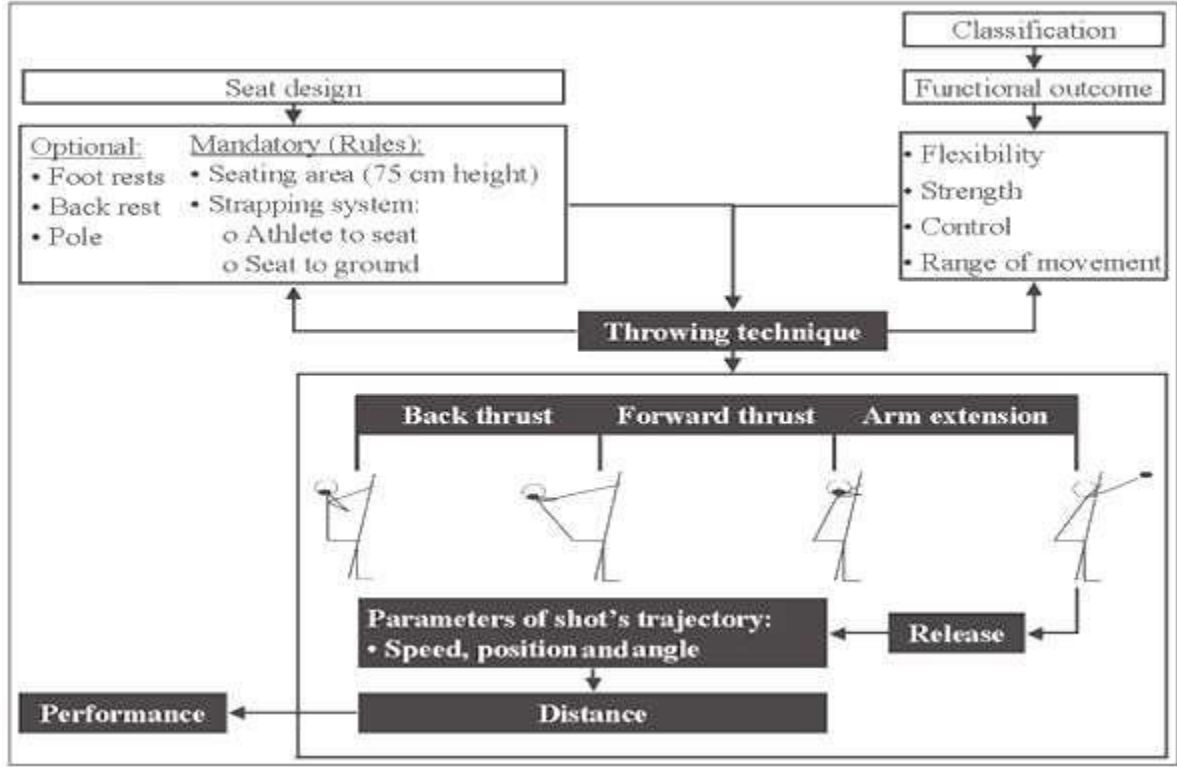 Classification
Seat design
Functional outcome
Optional:
• Foot rests
• Back rest
• Pole
Mandatory (Rules):
• Seating area (75 cm height)
• Strapping system:
o Athlete to seat
o Seat to ground
• Flexibility
• Strength
• Control
• Range of movement
Throwing technique
Back thrust
Forward thrust
Arm extension
Parameters of shot's trajectory:
• Speed, position and angle
Release
Distance
Performance